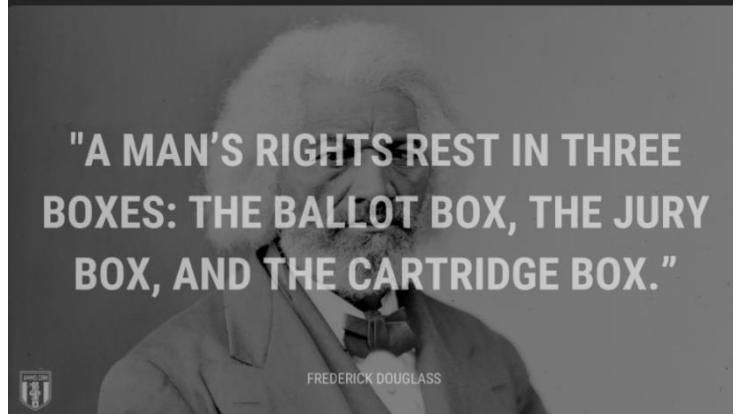 "A MAN’S RIGHTS REST IN THREE
BOXES: THE BALLOT BOX, THE JURY
BOX, AND THE CARTRIDGE BOX.”
FREDERICK DOUGLASS